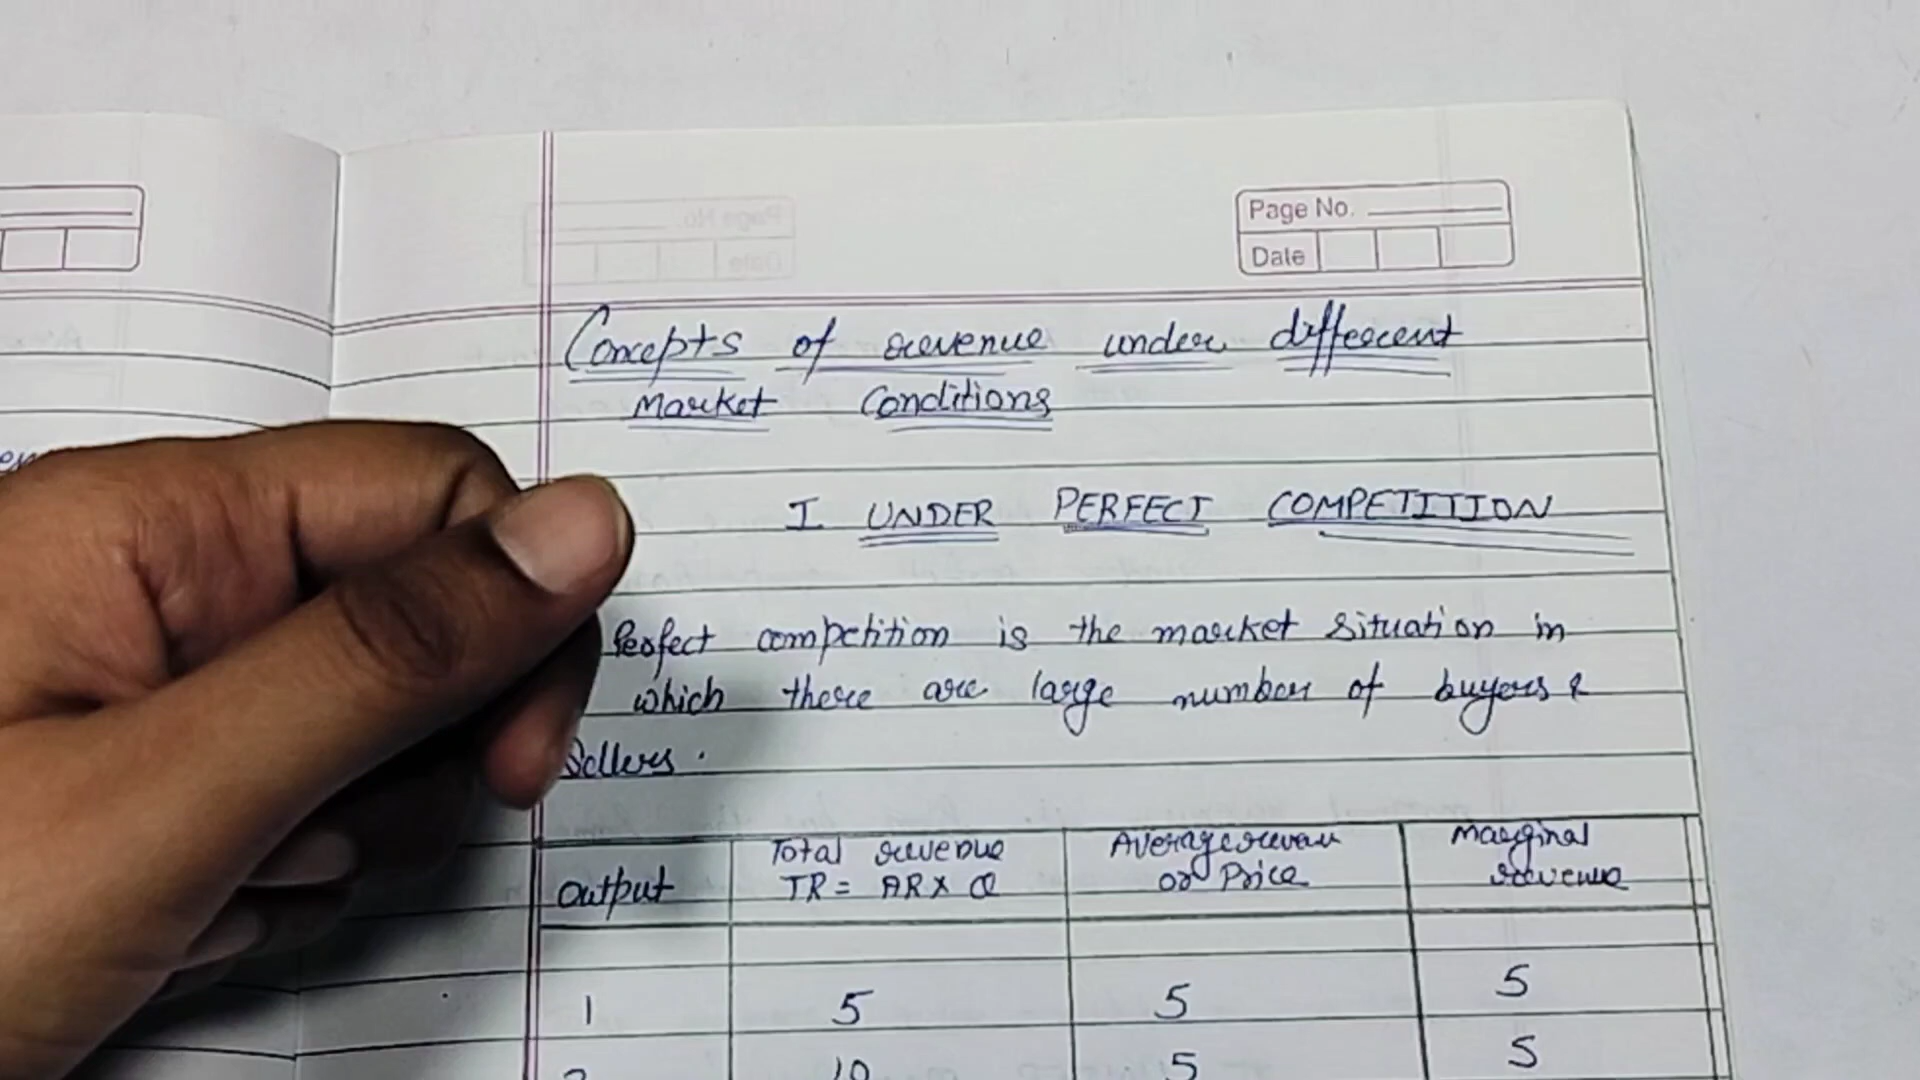 Page No.
Date
Concepts of revenue under different
Market Conditions
I UNDER PERFECT COMPETITION
Perfect competition is the market situation in
which there are large number of buyers &
Sellers.
Output
Total revenue
TR = AR X Q
Average revenue
or Price
Marginal
revenue
1 5 5 5
2 10 5 5